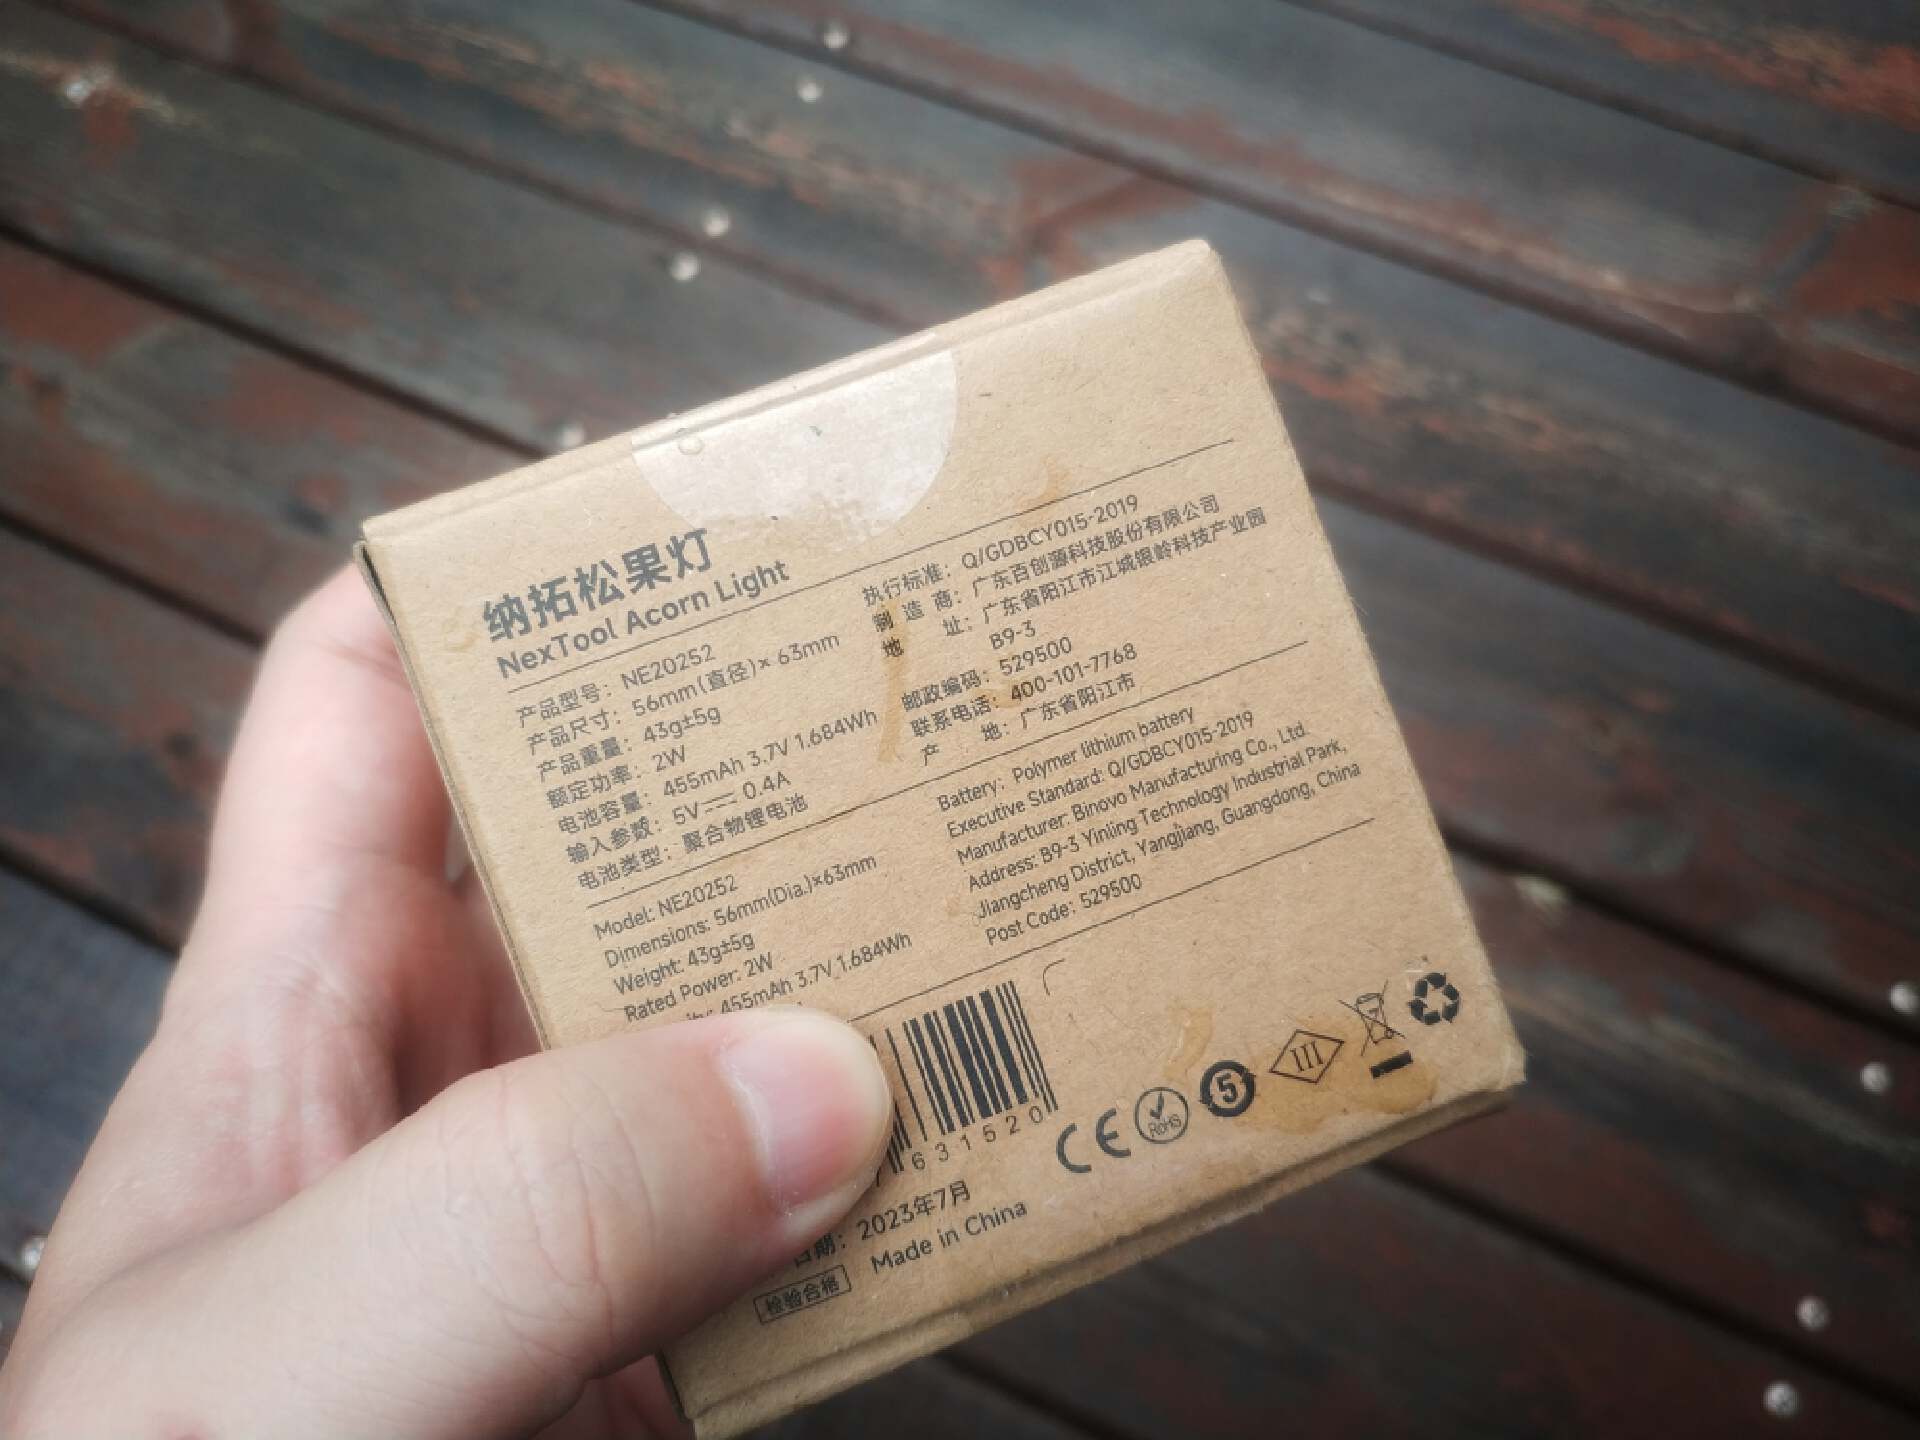 纳拓松果灯
NexTool Acorn Light
产品型号：NE20252
产品尺寸：56mm(直径)×63mm
产品重量：43g±5g
额定功率：2W
电池容量：455mAh 3.7V 1.684Wh
输入参数：5V⎓0.4A
电池类型：聚合物锂电池
执行标准：Q/GDBCY015-2019
制造商：广东百创源科技股份有限公司
地址：广东省阳江市江城银岭科技产业园
B9-3
邮政编码：529500
联系电话：400-101-7768
产地：广东省阳江市
Model: NE20252
Dimensions: 56mm(Dia.)×63mm
Weight: 43g±5g
Rated Power: 2W
455mAh 3.7V 1.684Wh
Battery: Polymer lithium battery
Executive Standard: Q/GDBCY015-2019
Manufacturer: Binovo Manufacturing Co., Ltd.
Address: B9-3 Yinling Technology Industrial Park,
Jiangcheng District, Yangjiang, Guangdong, China
Post Code: 529500
631520
CE
RoHS
5
III
日期：2023年7月
Made in China
检验合格